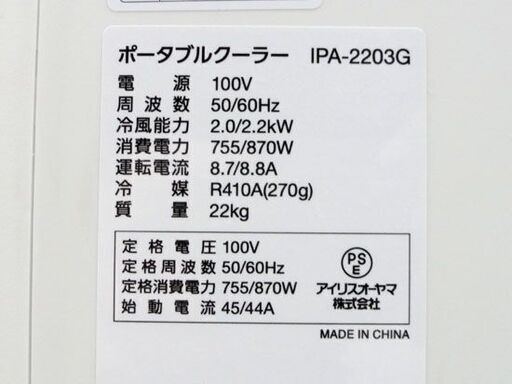 ポータブルクーラー IPA-2203G
電源 100V
周波数 50/60Hz
冷風能力 2.0/2.2kW
消費電力 755/870W
運転電流 8.7/8.8A
冷媒 R410A(270g)
質量 22kg
定格電圧 100V
定格周波数 50/60Hz
定格消費電力 755/870W
始動電流 45/44A
PS
E
アイリスオーヤマ
株式会社
MADE IN CHINA